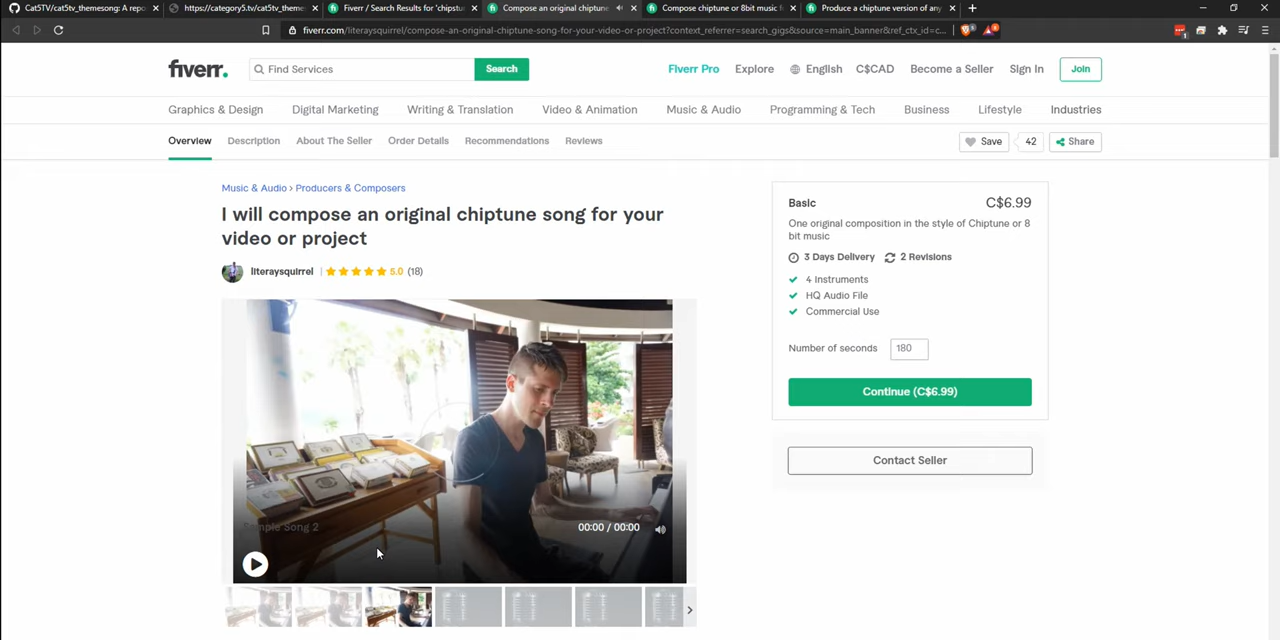 Cat5TV/cat5tv_themesong: A repo
https://category5.tv/cat5tv_theme
Fiverr / Search Results for 'chiptu
Compose an original chiptune
Compose chiptune or 8bit music f
Produce a chiptune version of any
fiverr.com/literaysquirrel/compose-an-original-chiptune-song-for-your-video-or-project?context_referrer=search_gigs&source=main_banner&ref_ctx_id=c...
fiverr.
Find Services
Search
Fiverr Pro
Explore
English
C$CAD
Become a Seller
Sign In
Join
Graphics & Design
Digital Marketing
Writing & Translation
Video & Animation
Music & Audio
Programming & Tech
Business
Lifestyle
Industries
Overview
Description
About The Seller
Order Details
Recommendations
Reviews
Save
42
Share
Music & Audio › Producers & Composers
I will compose an original chiptune song for your
video or project
literaysquirrel | 5.0 (18)
Sample Song 2
00:00 / 00:00
Basic
C$6.99
One original composition in the style of Chiptune or 8
bit music
3 Days Delivery
2 Revisions
4 Instruments
HQ Audio File
Commercial Use
Number of seconds
180
Continue (C$6.99)
Contact Seller